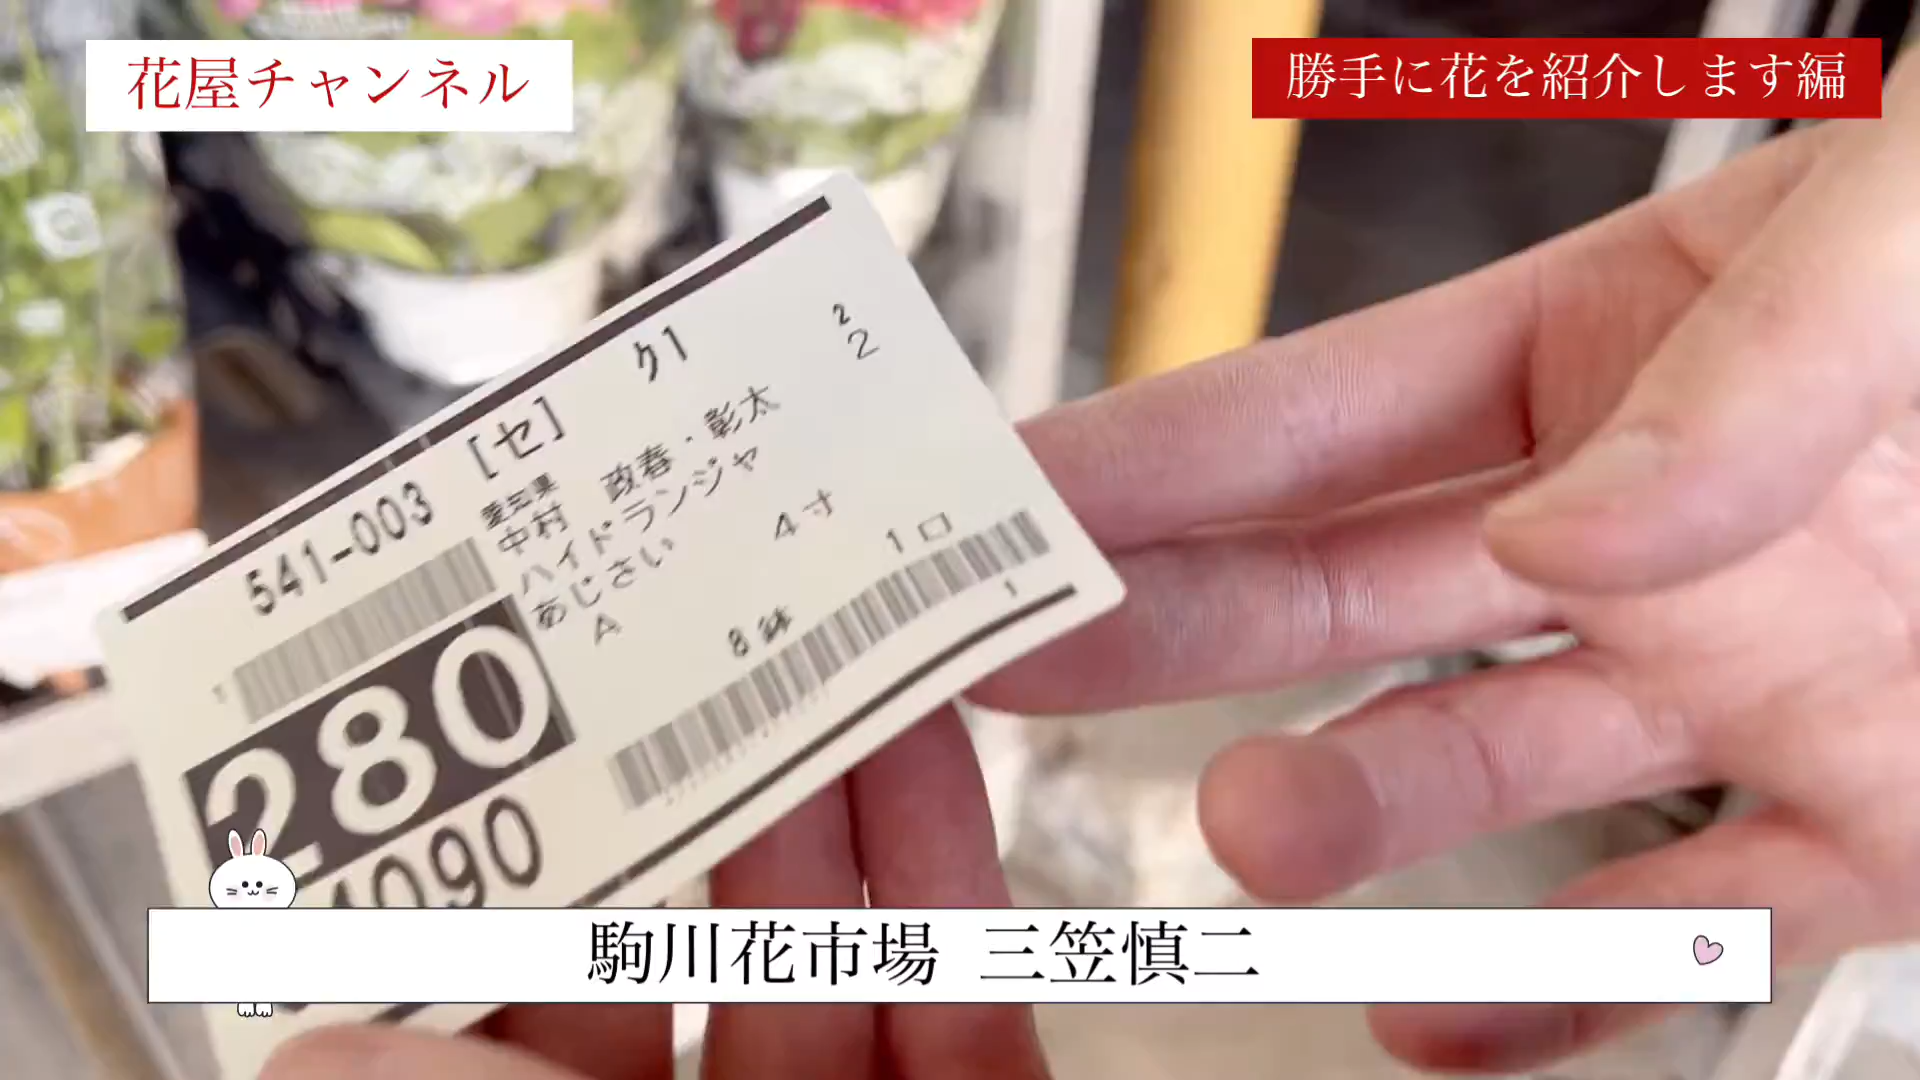 花屋チャンネル
勝手に花を紹介します編
ｸ1
2
2
[セ]
541-003
愛知県
中村 政春・彰太
ハイドランジャ
あじさい
4寸
A
1口
8鉢
1
280
4090
駒川花市場 三笠慎二